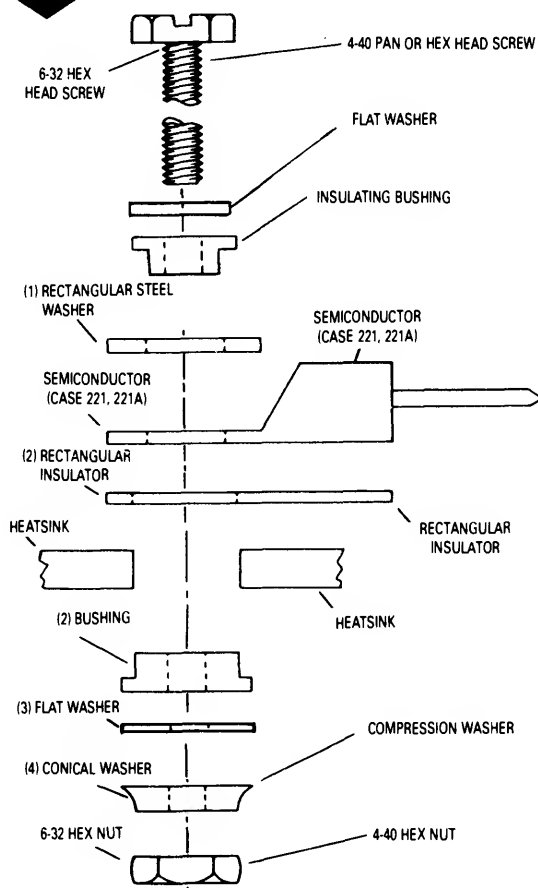 4-40 PAN OR HEX HEAD SCREW
6-32 HEX
HEAD SCREW
FLAT WASHER
INSULATING BUSHING
(1) RECTANGULAR STEEL
WASHER
SEMICONDUCTOR
(CASE 221, 221A)
SEMICONDUCTOR
(CASE 221, 221A)
(2) RECTANGULAR
INSULATOR
RECTANGULAR
INSULATOR
HEATSINK
HEATSINK
(2) BUSHING
(3) FLAT WASHER
COMPRESSION WASHER
(4) CONICAL WASHER
6-32 HEX NUT
4-40 HEX NUT